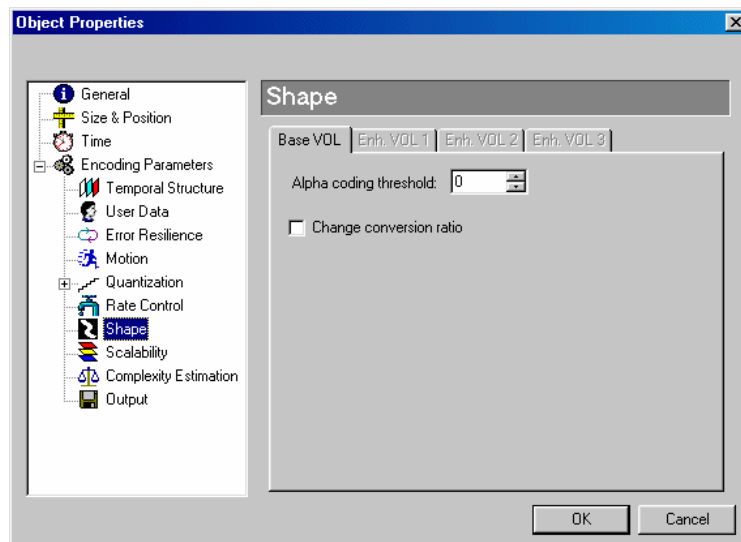 Object Properties
General
Size & Position
Time
Encoding Parameters
Temporal Structure
User Data
Error Resilience
Motion
Quantization
Rate Control
Shape
Scalability
Complexity Estimation
Output
Shape
Base VOL Enh. VOL 1 Enh. VOL 2 Enh. VOL 3
Alpha coding threshold: 0
Change conversion ratio
OK Cancel